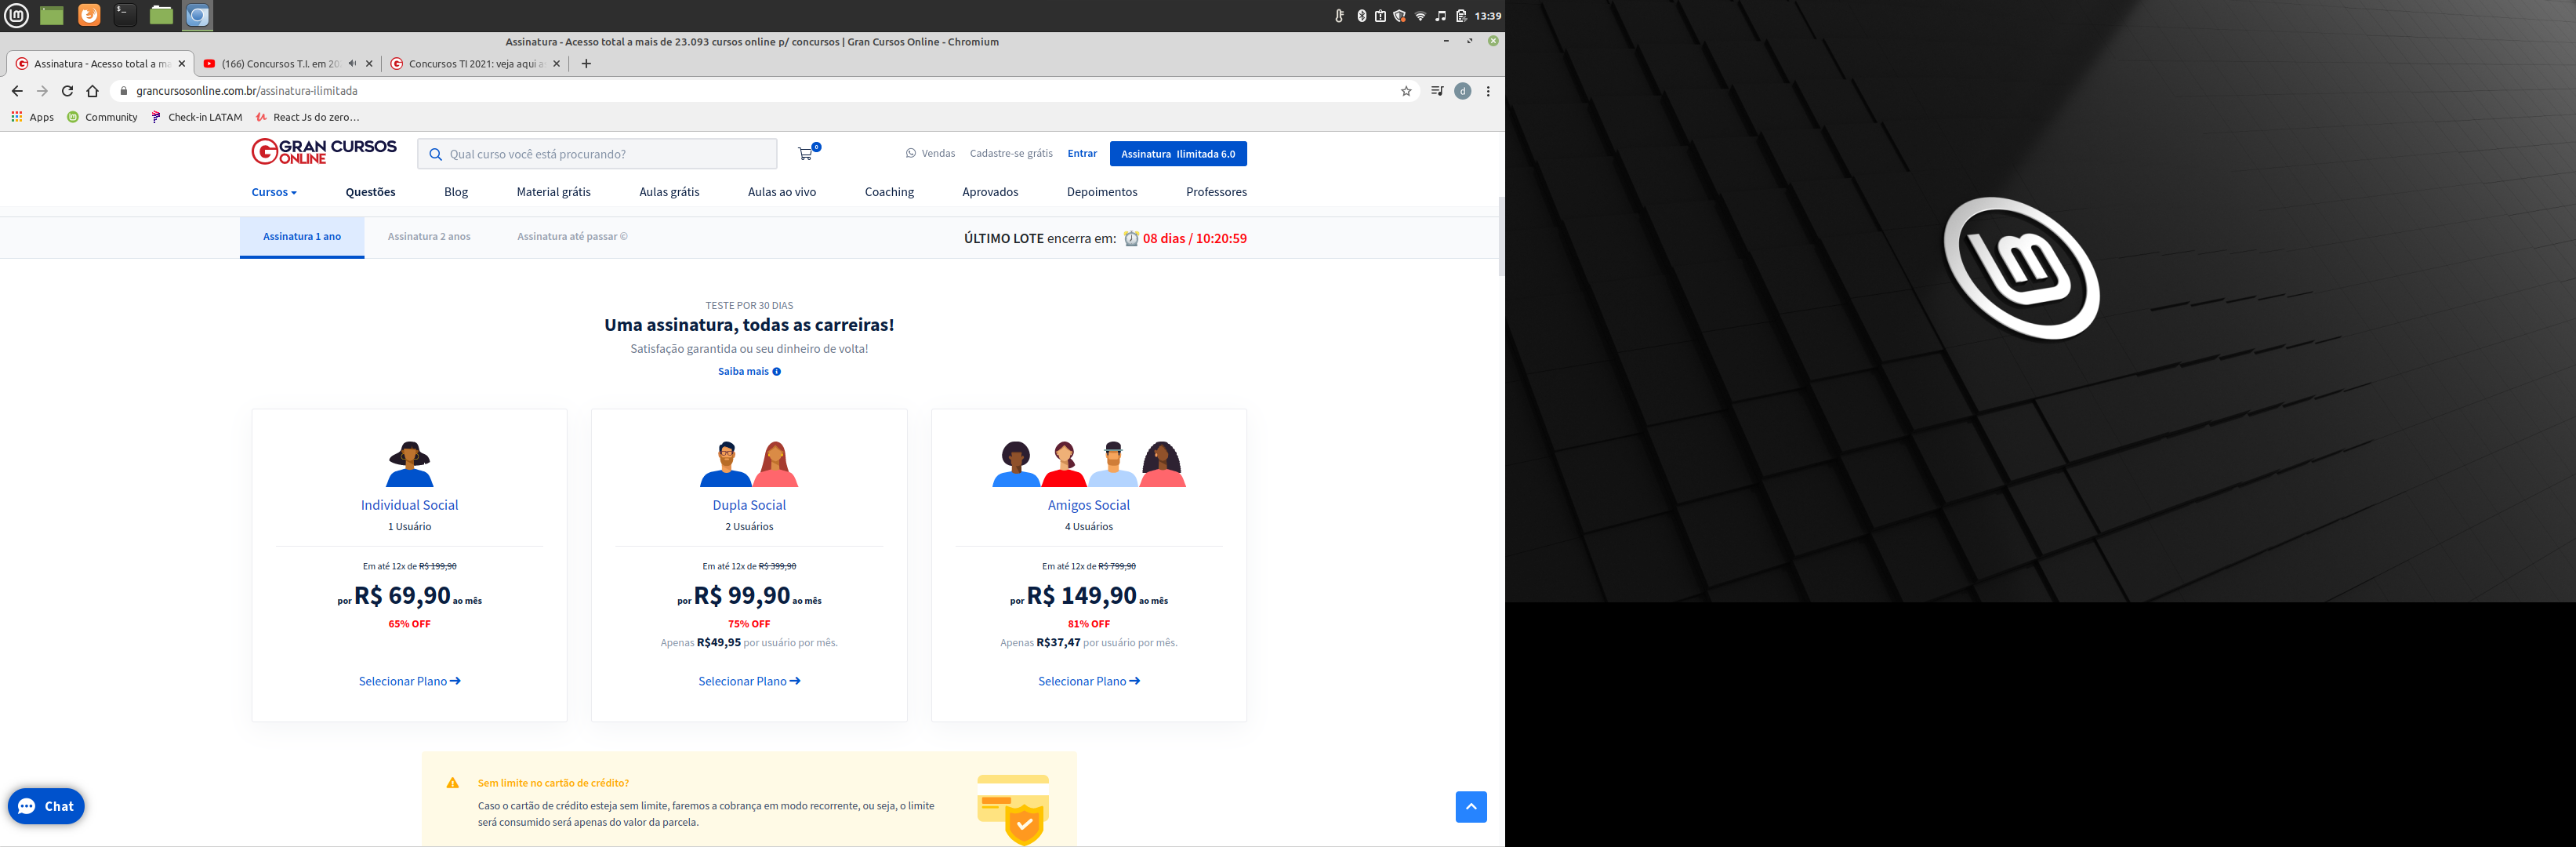 13:39
Assinatura - Acesso total a mais de 23.093 cursos online p/ concursos | Gran Cursos Online - Chromium
Assinatura - Acesso total a ma
(166) Concursos T.I. em 20
Concursos TI 2021: veja aqui a
grancursosonline.com.br/assinatura-ilimitada
d
Apps
Community
Check-in LATAM
React Js do zero…
GRAN CURSOS
ONLINE
Qual curso você está procurando?
0
Vendas
Cadastre-se grátis
Entrar
Assinatura Ilimitada 6.0
Cursos
Questões
Blog
Material grátis
Aulas grátis
Aulas ao vivo
Coaching
Aprovados
Depoimentos
Professores
Assinatura 1 ano
Assinatura 2 anos
Assinatura até passar ©
ÚLTIMO LOTE encerra em: 08 dias / 10:20:59
TESTE POR 30 DIAS
Uma assinatura, todas as carreiras!
Satisfação garantida ou seu dinheiro de volta!
Saiba mais
Individual Social
1 Usuário
Em até 12x de R$ 199,90
por R$ 69,90 ao mês
65% OFF
Selecionar Plano
Dupla Social
2 Usuários
Em até 12x de R$ 399,90
por R$ 99,90 ao mês
75% OFF
Apenas R$49,95 por usuário por mês.
Selecionar Plano
Amigos Social
4 Usuários
Em até 12x de R$ 799,90
por R$ 149,90 ao mês
81% OFF
Apenas R$37,47 por usuário por mês.
Selecionar Plano
Sem limite no cartão de crédito?
Caso o cartão de crédito esteja sem limite, faremos a cobrança em modo recorrente, ou seja, o limite
será consumido será apenas do valor da parcela.
Chat